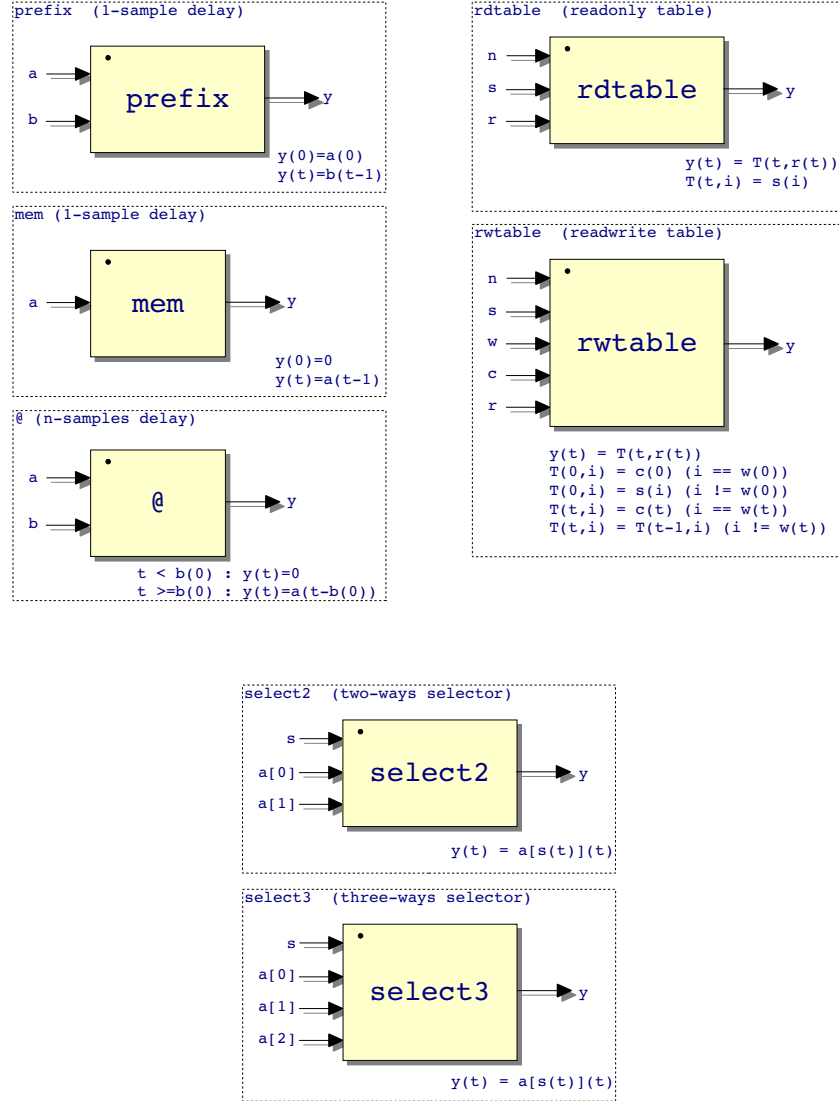 prefix (1-sample delay)
a
b
prefix
y
y(0)=a(0)
y(t)=b(t-1)
mem (1-sample delay)
a
mem
y
y(0)=0
y(t)=a(t-1)
@ (n-samples delay)
a
b
@
y
t < b(0) : y(t)=0
t >=b(0) : y(t)=a(t-b(0))
rdtable (readonly table)
n
s
r
rdtable
y
y(t) = T(t,r(t))
T(t,i) = s(i)
rwtable (readwrite table)
n
s
w
c
r
rwtable
y
y(t) = T(t,r(t))
T(0,i) = c(0) (i == w(0))
T(0,i) = s(i) (i != w(0))
T(t,i) = c(t) (i == w(t))
T(t,i) = T(t-1,i) (i != w(t))
select2 (two-ways selector)
s
a[0]
a[1]
select2
y
y(t) = a[s(t)](t)
select3 (three-ways selector)
s
a[0]
a[1]
a[2]
select3
y
y(t) = a[s(t)](t)